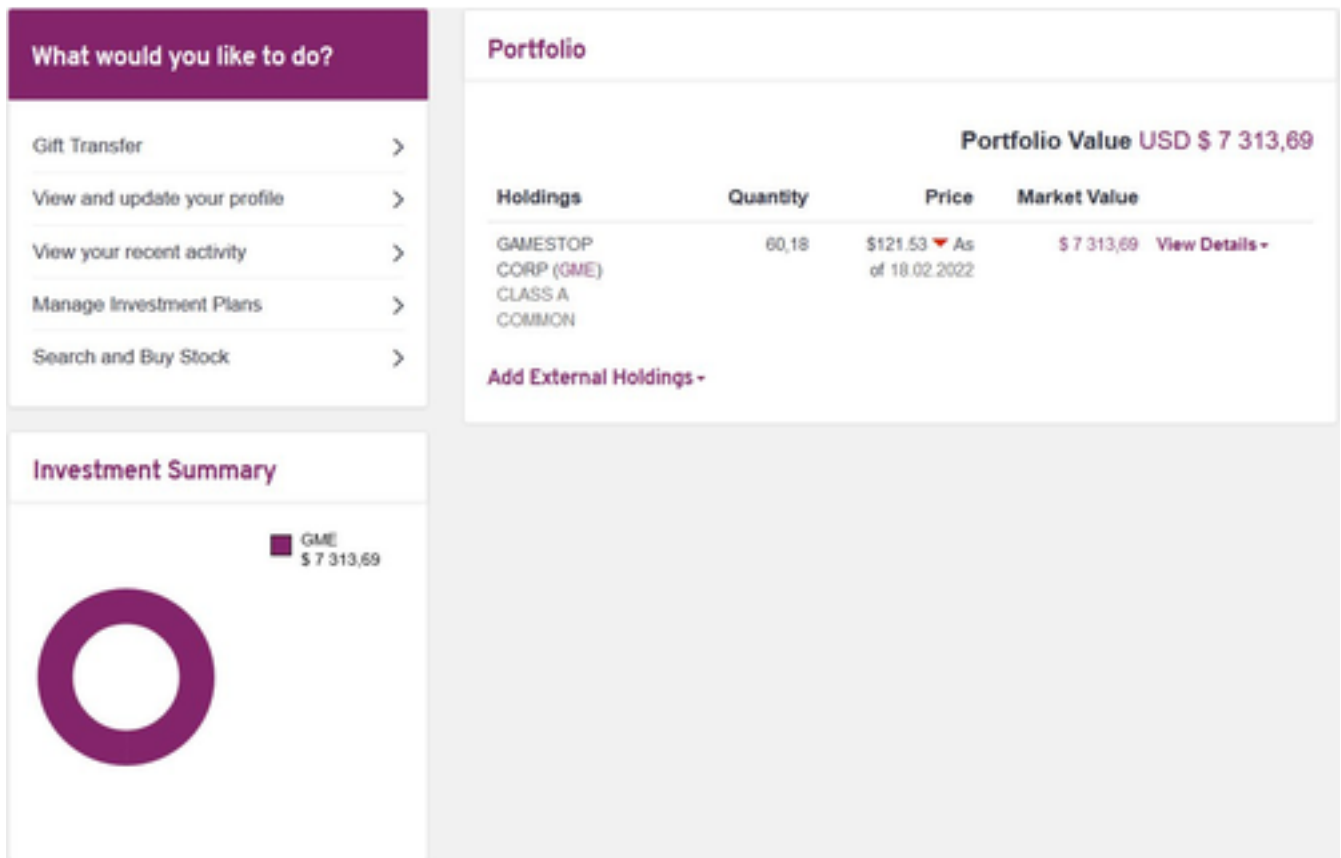 What would you like to do?
Gift Transfer
View and update your profile
View your recent activity
Manage Investment Plans
Search and Buy Stock
Portfolio
Portfolio Value USD $ 7 313,69
Holdings Quantity Price Market Value
GAMESTOP 60,18 $121.53 As $ 7 313,69 View Details
CORP (GME) of 18.02.2022
CLASS A
COMMON
Add External Holdings
Investment Summary
GME
$ 7 313,69